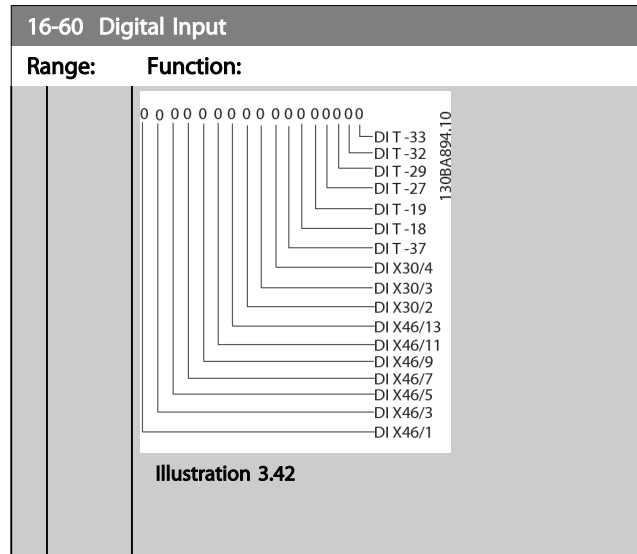 16-60 Digital Input
Range: Function:
0 0 0 0 0 0 0 0 0 0 0 0 0 0 0 0 0
DI T-33
DI T-32
DI T-29
DI T-27
DI T-19
DI T-18
DI T-37
DI X30/4
DI X30/3
DI X30/2
DI X46/13
DI X46/11
DI X46/9
DI X46/7
DI X46/5
DI X46/3
DI X46/1
130BA894.10
Illustration 3.42